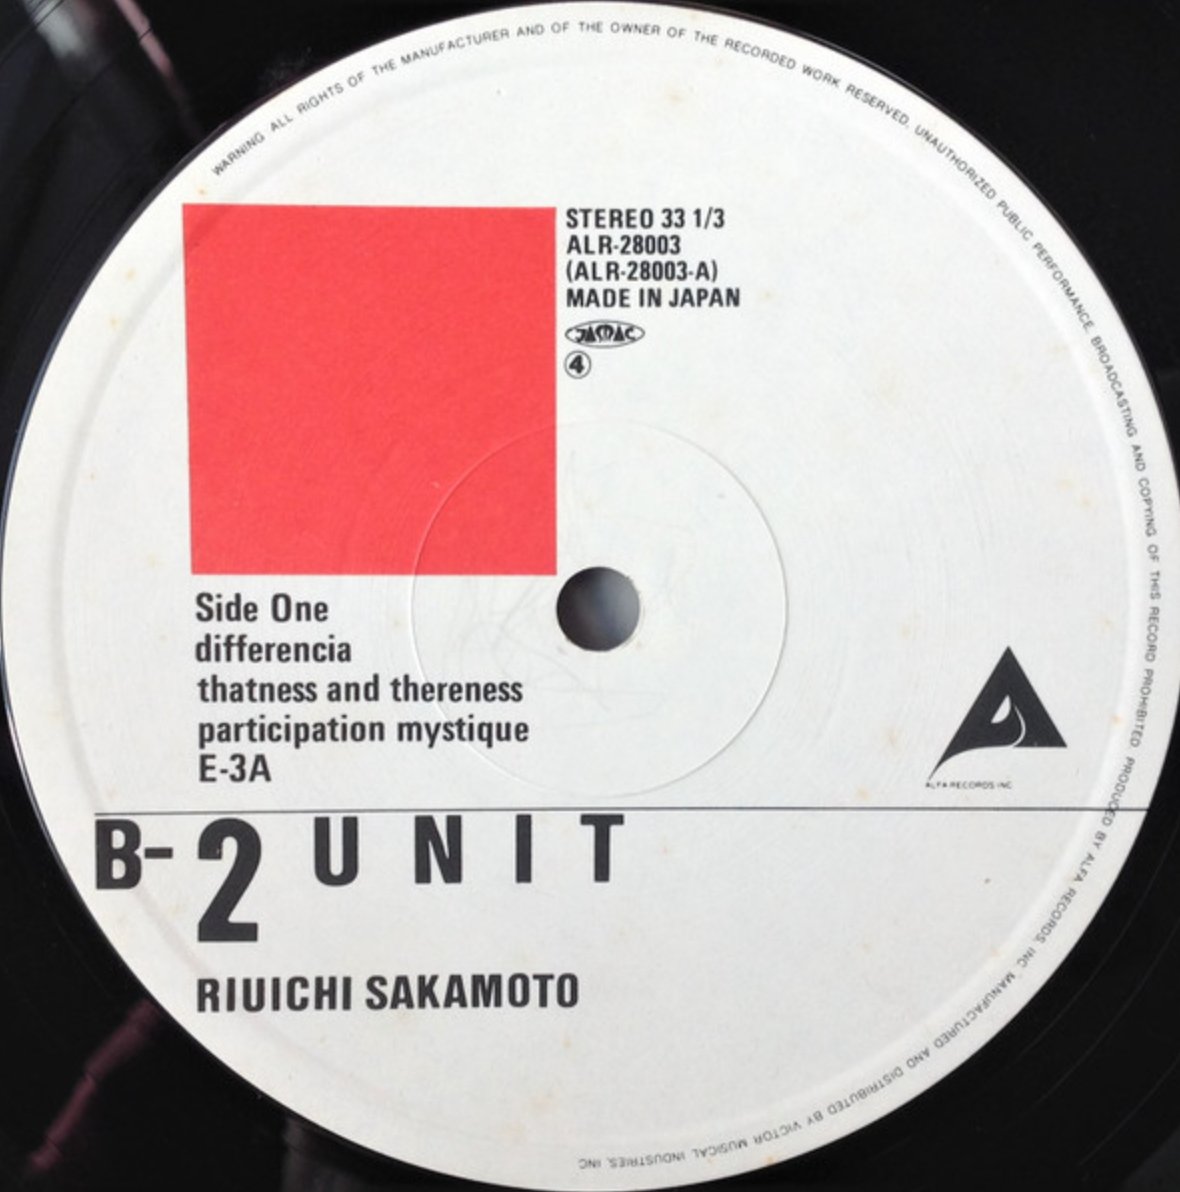 WARNING ALL RIGHTS OF THE MANUFACTURER AND OF THE OWNER OF THE RECORDED WORK RESERVED. UNAUTHORIZED PUBLIC PERFORMANCE, BROADCASTING AND COPYING OF THIS RECORD PROHIBITED PRODUCED BY ALFA RECORDS, INC. MANUFACTURED AND DISTRIBUTED BY VICTOR MUSICAL INDUSTRIES, INC
STEREO 33 1/3
ALR-28003
(ALR-28003-A)
MADE IN JAPAN
JASRAC
4
Side One
differencia
thatness and thereness
participation mystique
E-3A
ALFA RECORDS INC
B-2 UNIT
RIUICHI SAKAMOTO